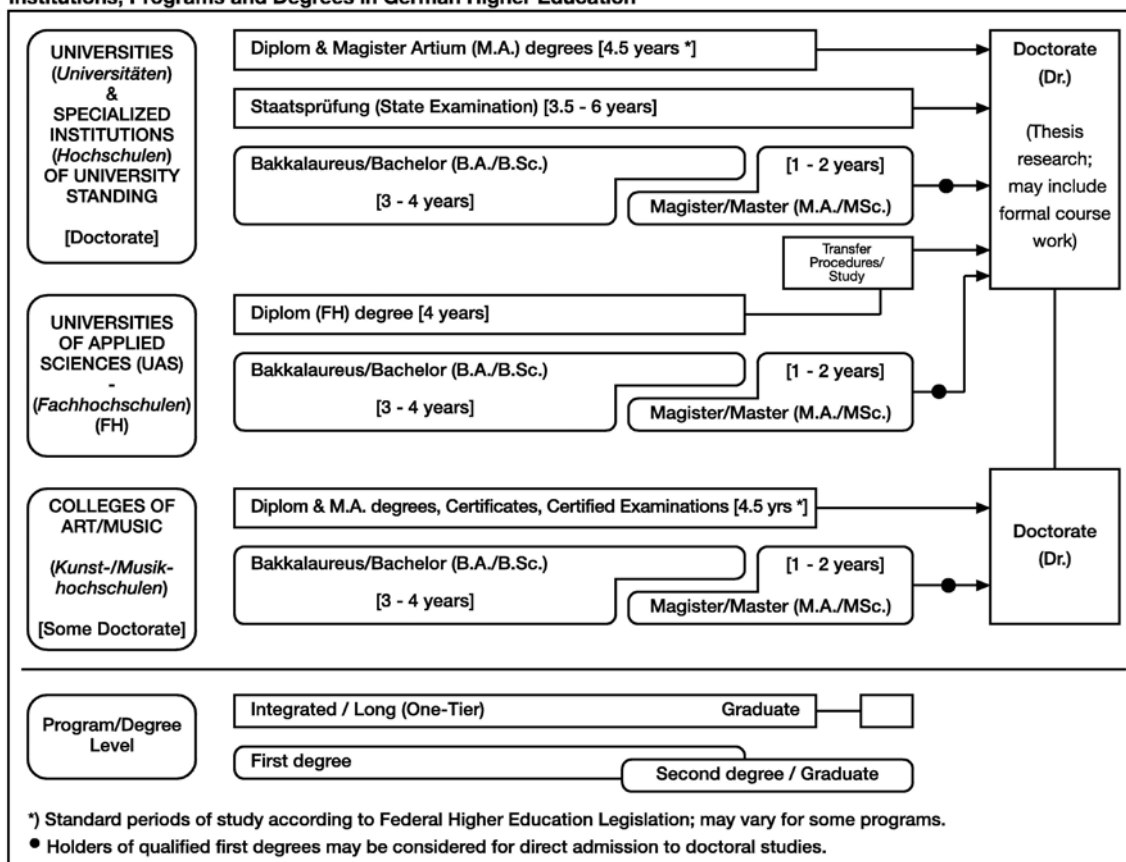 Institutions, Programs and Degrees in German Higher Education
UNIVERSITIES
(Universitäten)
&
SPECIALIZED
INSTITUTIONS
(Hochschulen)
OF UNIVERSITY
STANDING
[Doctorate]
Diplom & Magister Artium (M.A.) degrees [4.5 years *]
Staatsprüfung (State Examination) [3.5 - 6 years]
Bakkalaureus/Bachelor (B.A./B.Sc.)
[3 - 4 years]
[1 - 2 years]
Magister/Master (M.A./MSc.)
Transfer
Procedures/
Study
Doctorate
(Dr.)
(Thesis
research;
may include
formal course
work)
UNIVERSITIES
OF APPLIED
SCIENCES (UAS)
-
(Fachhochschulen)
(FH)
Diplom (FH) degree [4 years]
Bakkalaureus/Bachelor (B.A./B.Sc.)
[3 - 4 years]
[1 - 2 years]
Magister/Master (M.A./MSc.)
COLLEGES OF
ART/MUSIC
(Kunst-/Musik-
hochschulen)
[Some Doctorate]
Diplom & M.A. degrees, Certificates, Certified Examinations [4.5 yrs *]
Bakkalaureus/Bachelor (B.A./B.Sc.)
[3 - 4 years]
[1 - 2 years]
Magister/Master (M.A./MSc.)
Doctorate
(Dr.)
Program/Degree
Level
Integrated / Long (One-Tier) Graduate
First degree
Second degree / Graduate
*) Standard periods of study according to Federal Higher Education Legislation; may vary for some programs.
● Holders of qualified first degrees may be considered for direct admission to doctoral studies.